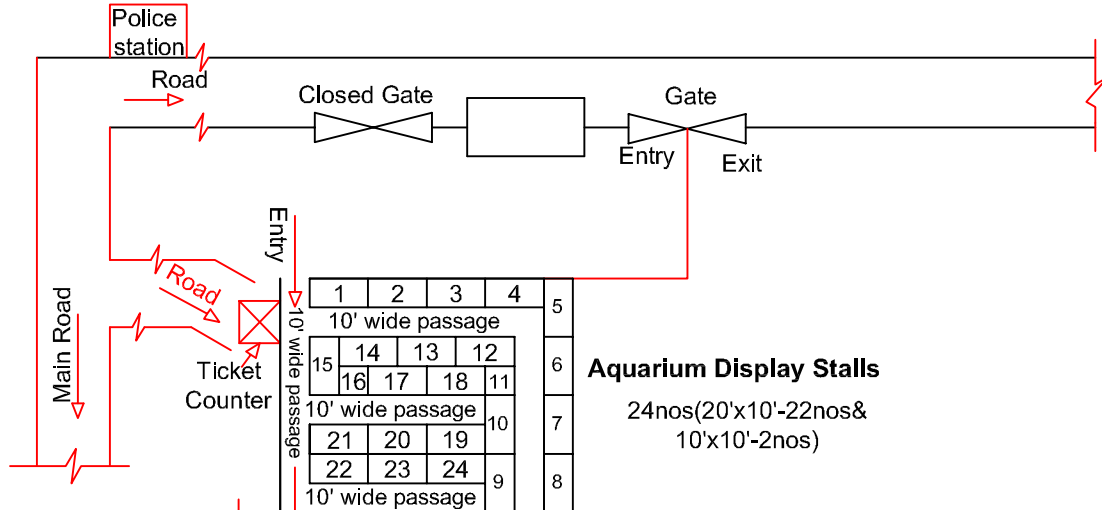 Police
station
Road
Closed Gate
Gate
Entry
Exit
Entry
Road
Main Road
Ticket
Counter
10' wide passage
1 2 3 4 5
10' wide passage
14 13 12 6
15
16 17 18 11
10' wide passage
10 7
21 20 19
22 23 24 9 8
10' wide passage
Aquarium Display Stalls
24nos(20'x10'-22nos&
10'x10'-2nos)